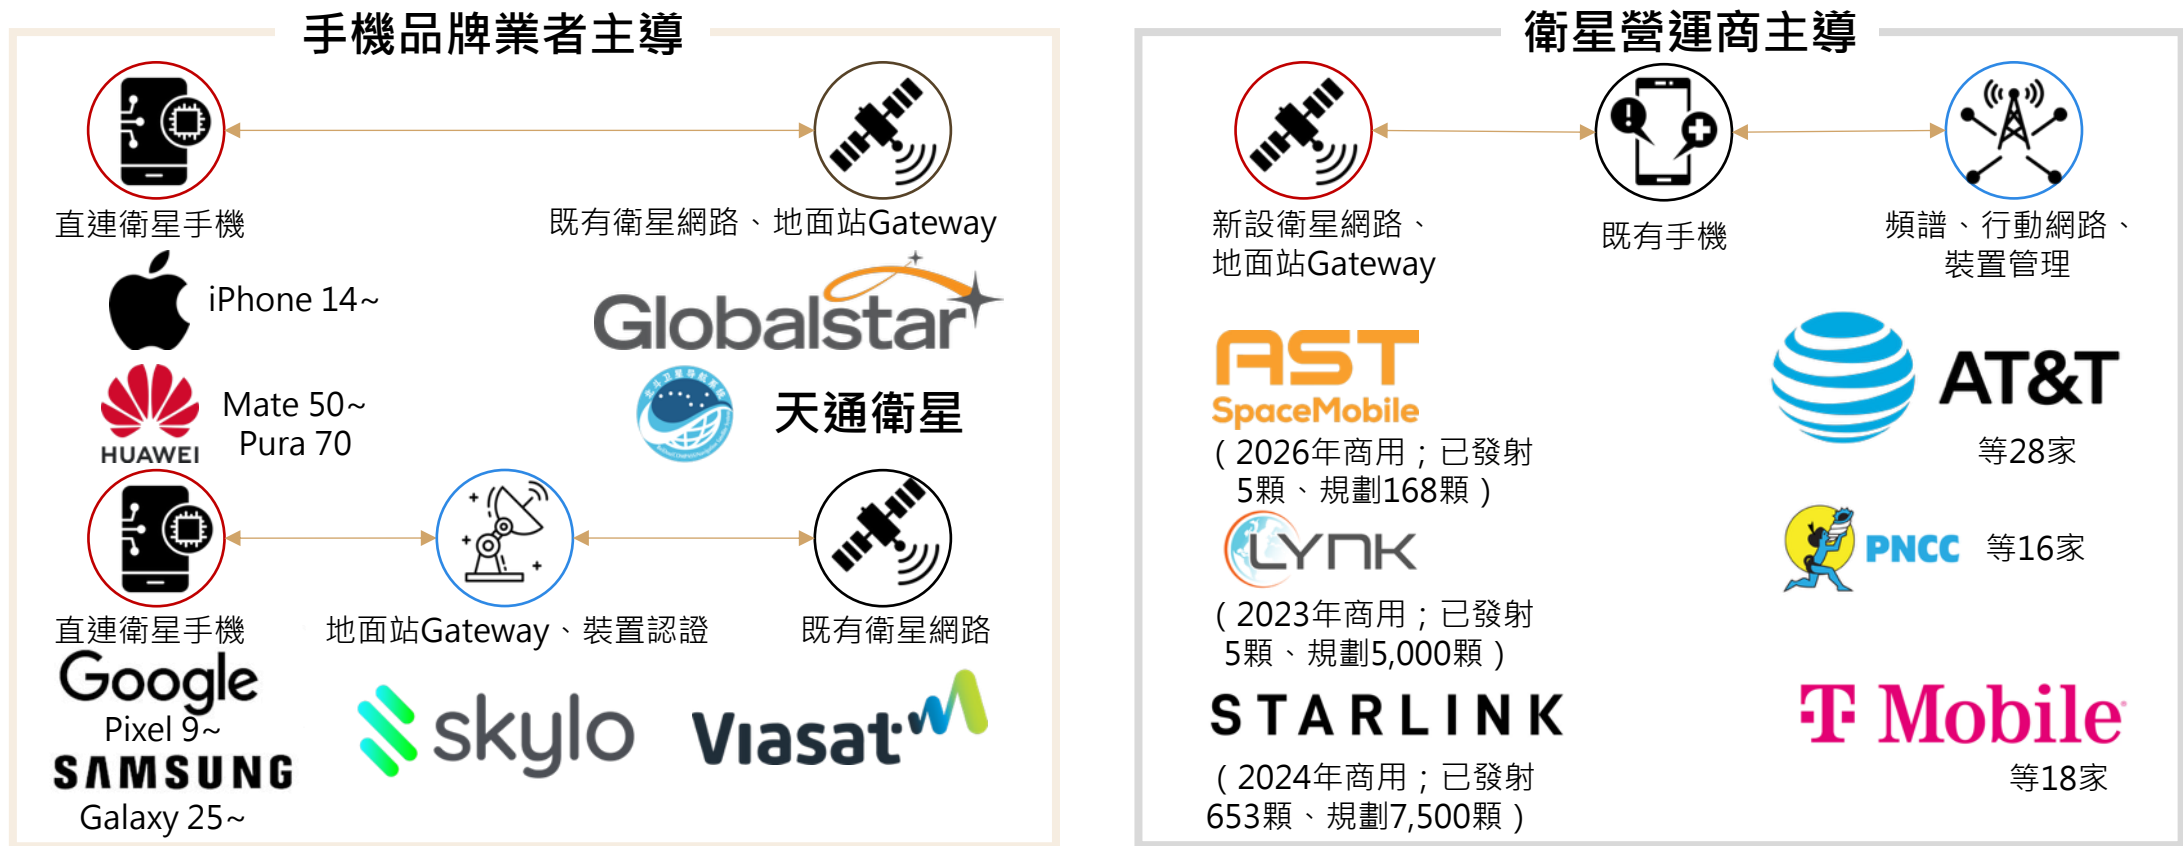 手機品牌業者主導
直連衛星手機
既有衛星網路、地面站Gateway
iPhone 14~
Globalstar
HUAWEI
Mate 50~
Pura 70
天通衛星
直連衛星手機
地面站Gateway、裝置認證
既有衛星網路
Google
Pixel 9~
SAMSUNG
Galaxy 25~
skylo
Viasat
衛星營運商主導
新設衛星網路、
地面站Gateway
既有手機
頻譜、行動網路、
裝置管理
AST
SpaceMobile
(2026年商用；已發射
5顆、規劃168顆)
AT&T
等28家
LYNK
(2023年商用；已發射
5顆、規劃5,000顆)
PNCC
等16家
STARLINK
(2024年商用；已發射
653顆、規劃7,500顆)
T Mobile
等18家